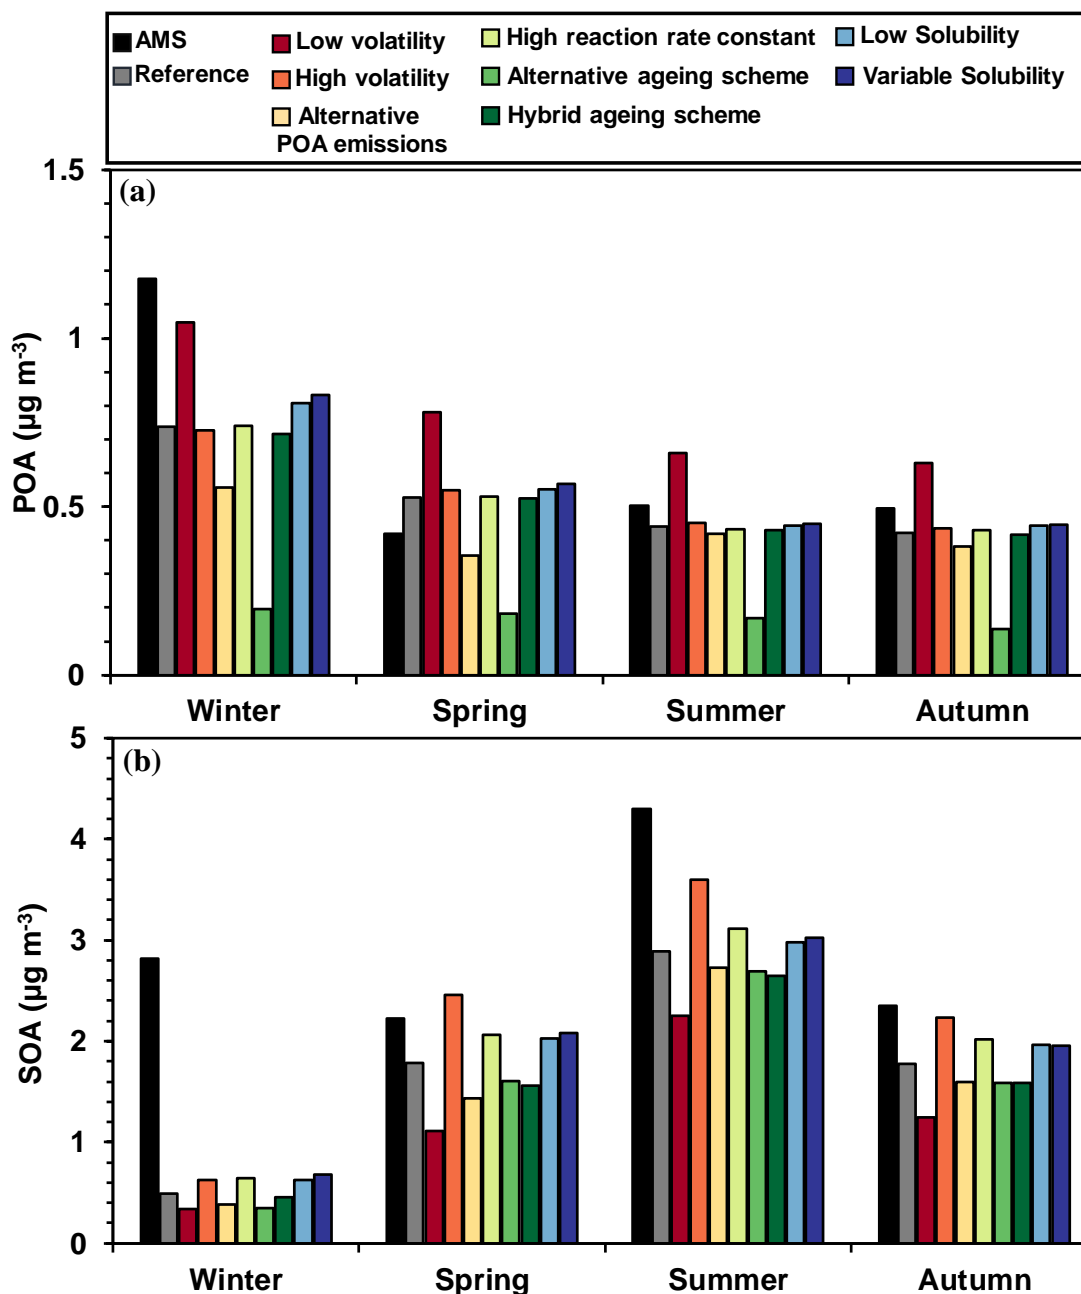 AMS
Reference
Low volatility
High volatility
Alternative
POA emissions
High reaction rate constant
Alternative ageing scheme
Hybrid ageing scheme
Low Solubility
Variable Solubility
(a)
POA (µg m-3)
1.5
1
0.5
0
Winter Spring Summer Autumn
(b)
SOA (µg m-3)
5
4
3
2
1
0
Winter Spring Summer Autumn